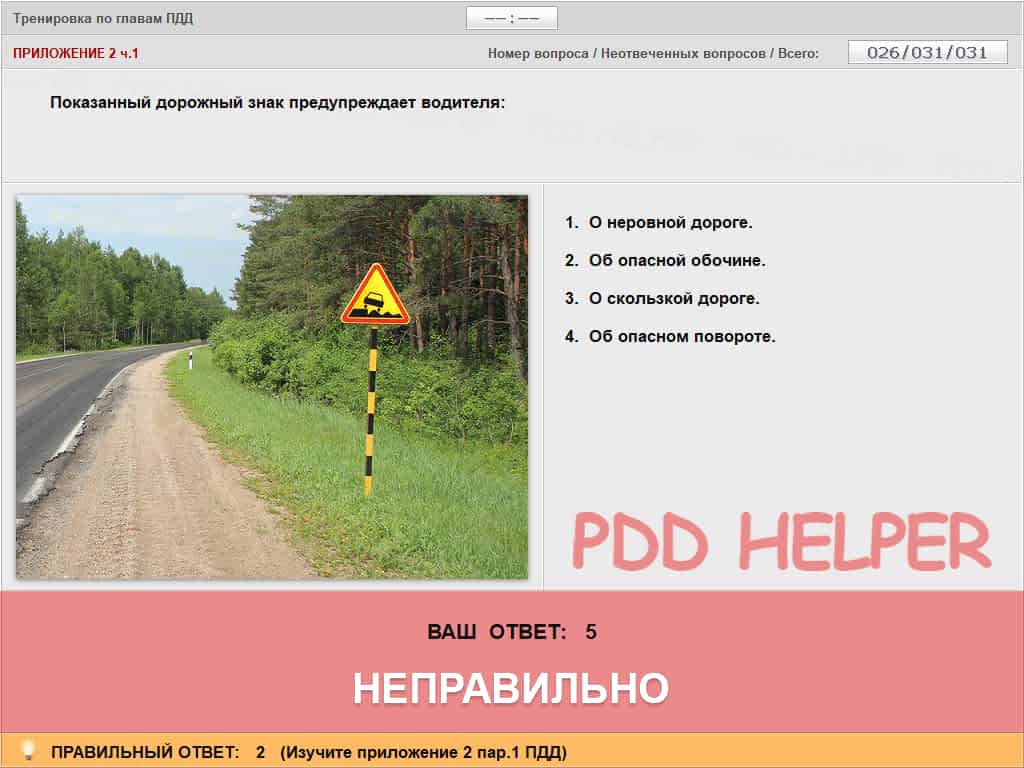 Тренировка по главам ПДД
––:––
ПРИЛОЖЕНИЕ 2 ч.1
Номер вопроса / Неотвеченных вопросов / Всего:
026/031/031
Показанный дорожный знак предупреждает водителя:
1. О неровной дороге.
2. Об опасной обочине.
3. О скользкой дороге.
4. Об опасном повороте.
PDD HELPER
ВАШ ОТВЕТ: 5
НЕПРАВИЛЬНО
ПРАВИЛЬНЫЙ ОТВЕТ: 2 (Изучите приложение 2 пар.1 ПДД)